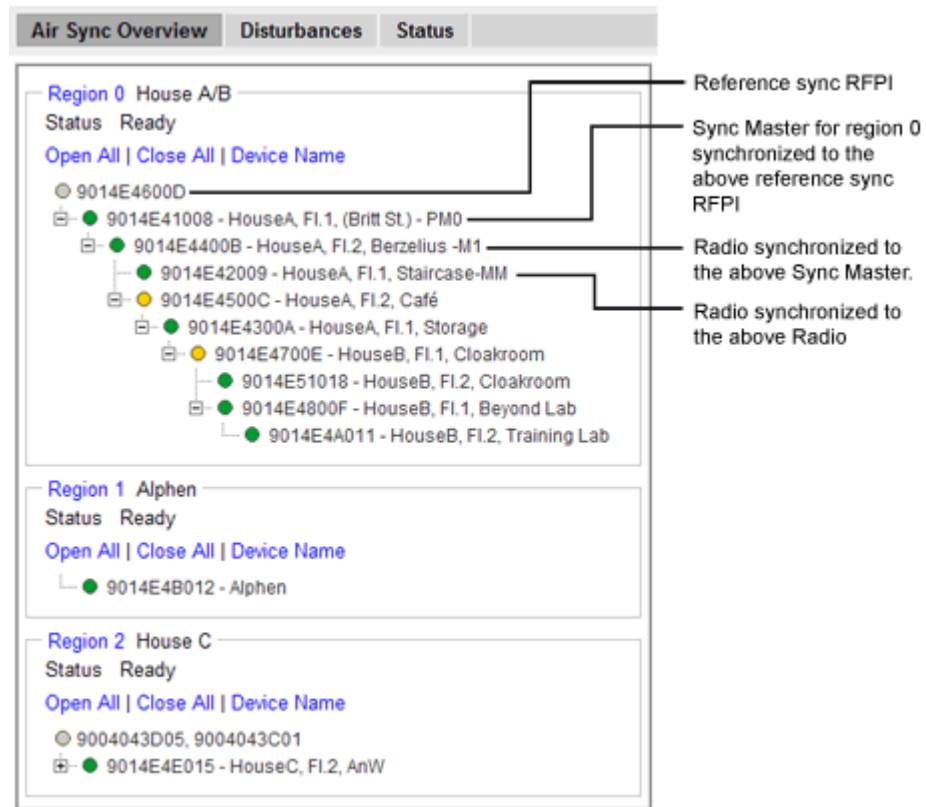 Air Sync Overview Disturbances Status
Region 0 House A/B
Status Ready
Open All | Close All | Device Name
9014E4600D
9014E41008 - HouseA, Fl.1, (Britt St.) - PM0
9014E4400B - HouseA, Fl.2, Berzelius -M1
9014E42009 - HouseA, Fl.1, Staircase-MM
9014E4500C - HouseA, Fl.2, Café
9014E4300A - HouseA, Fl.1, Storage
9014E4700E - HouseB, Fl.1, Cloakroom
9014E51018 - HouseB, Fl.2, Cloakroom
9014E4800F - HouseB, Fl.1, Beyond Lab
9014E4A011 - HouseB, Fl.2, Training Lab
Region 1 Alphen
Status Ready
Open All | Close All | Device Name
9014E4B012 - Alphen
Region 2 House C
Status Ready
Open All | Close All | Device Name
9004043D05, 9004043C01
9014E4E015 - HouseC, Fl.2, AnW
Reference sync RFPI
Sync Master for region 0
synchronized to the
above reference sync
RFPI
Radio synchronized to
the above Sync Master.
Radio synchronized to
the above Radio